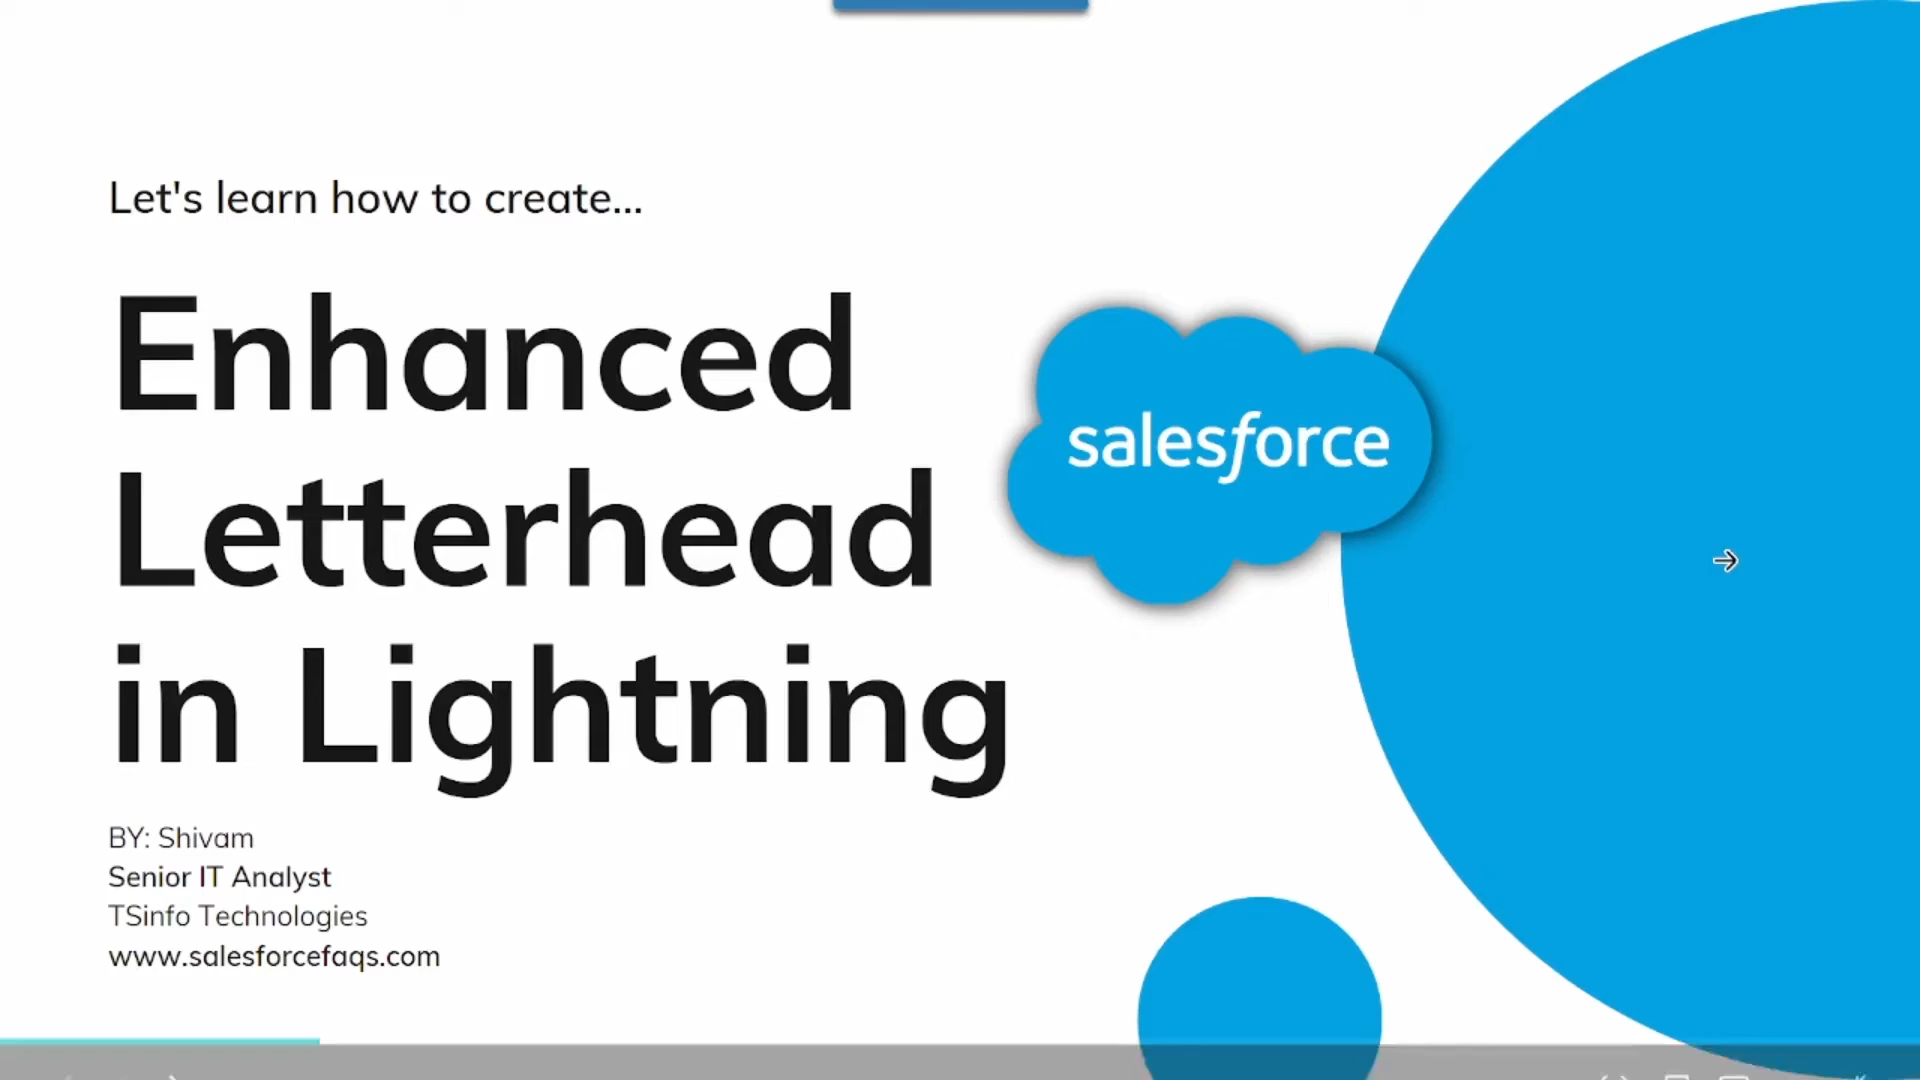 Let's learn how to create...
Enhanced
Letterhead
in Lightning
salesforce
BY: Shivam
Senior IT Analyst
TSinfo Technologies
www.salesforcefaqs.com